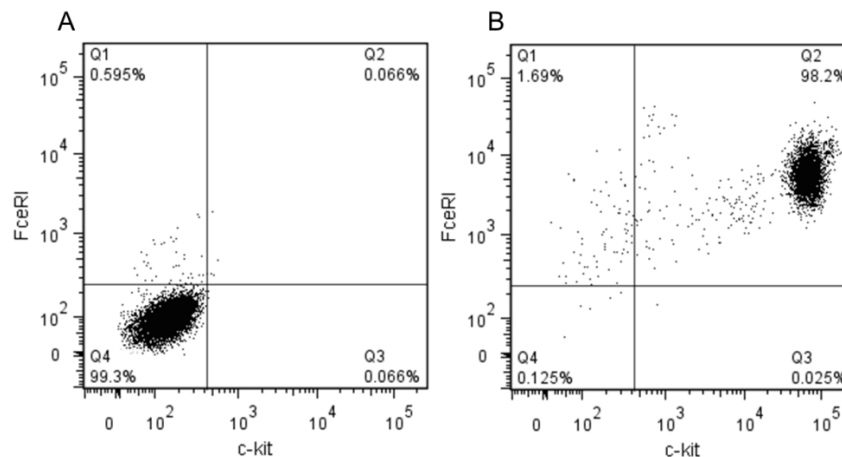 A
Q1
0.595%
Q2
0.066%
10^5
10^4
10^3
10^2
0
FceRI
Q4
99.3%
Q3
0.066%
0 10^2 10^3 10^4 10^5
c-kit
B
Q1
1.69%
Q2
98.2%
10^5
10^4
10^3
10^2
0
FceRI
Q4
0.125%
Q3
0.025%
0 10^2 10^3 10^4 10^5
c-kit